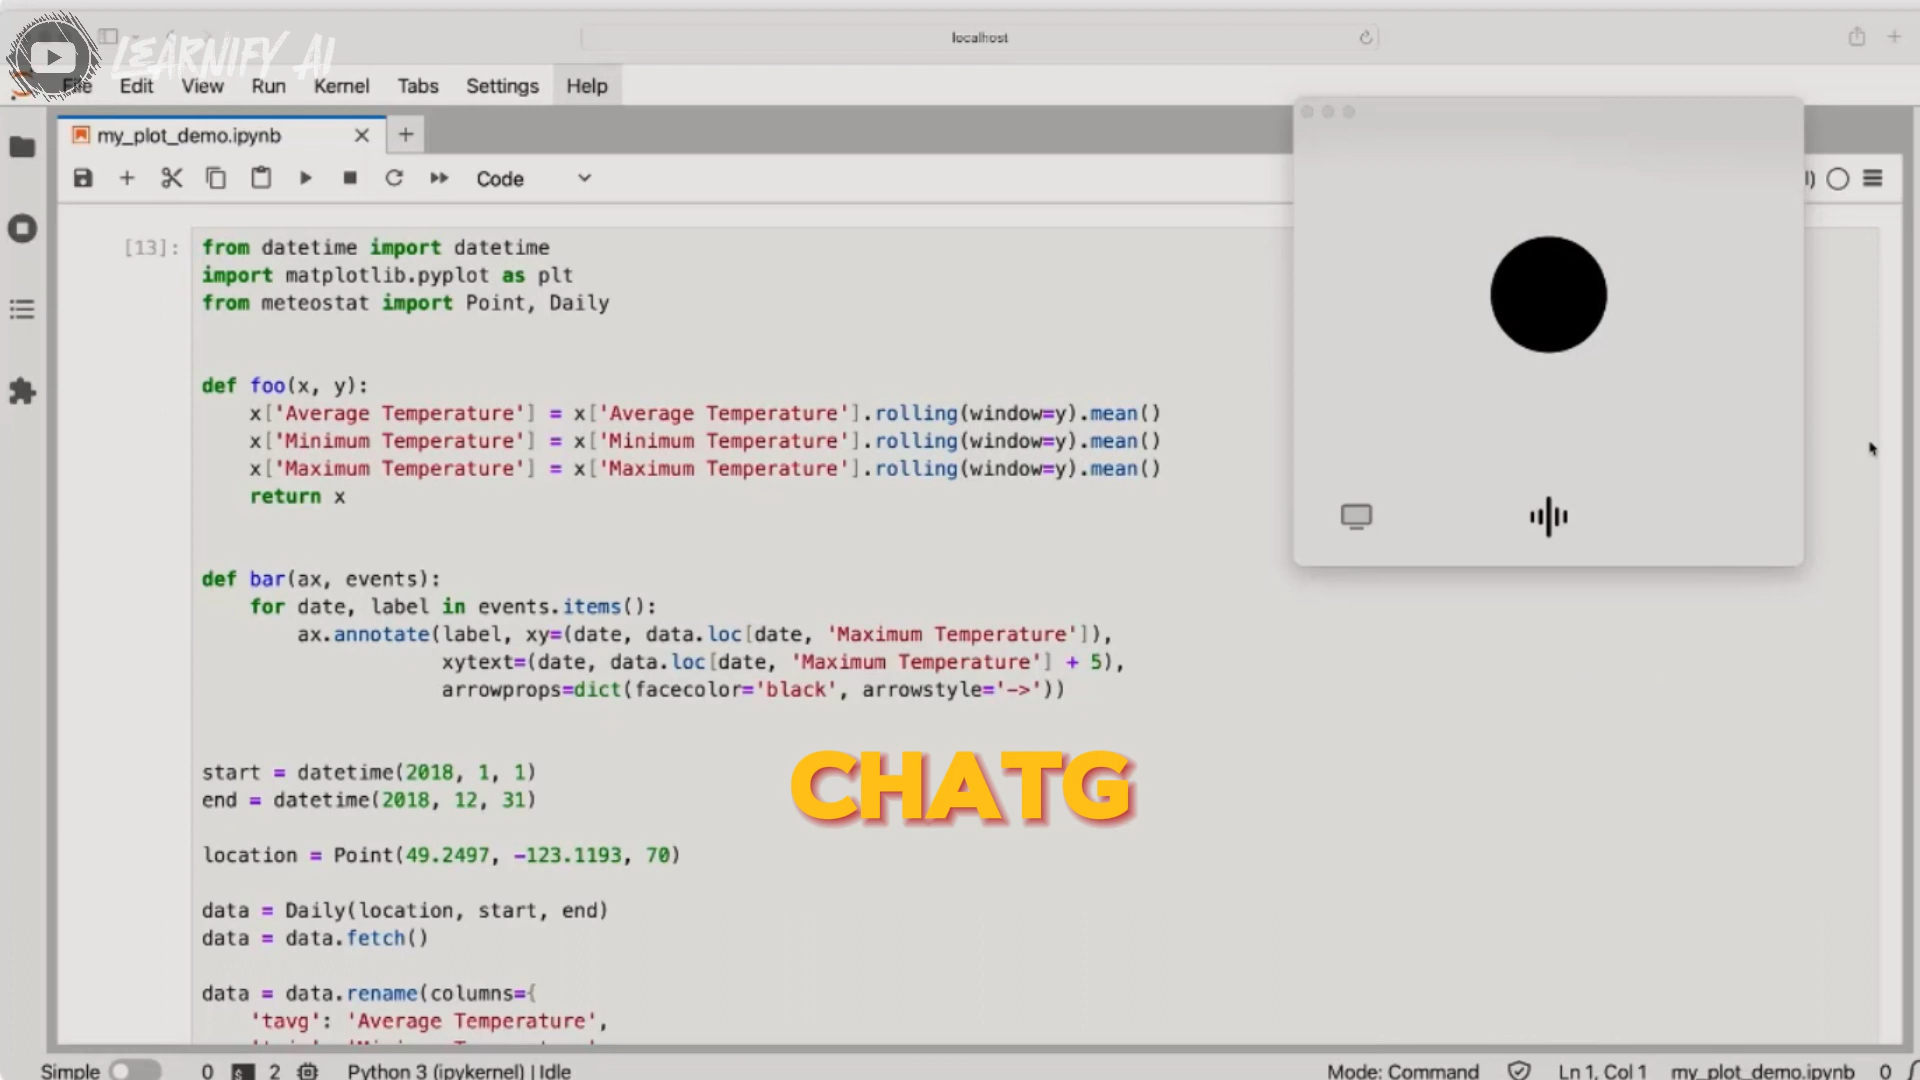 localhost
LEARNIFY AI
File Edit View Run Kernel Tabs Settings Help
my_plot_demo.ipynb
Code
[13]:
from datetime import datetime
import matplotlib.pyplot as plt
from meteostat import Point, Daily
def foo(x, y):
x['Average Temperature'] = x['Average Temperature'].rolling(window=y).mean()
x['Minimum Temperature'] = x['Minimum Temperature'].rolling(window=y).mean()
x['Maximum Temperature'] = x['Maximum Temperature'].rolling(window=y).mean()
return x
def bar(ax, events):
for date, label in events.items():
ax.annotate(label, xy=(date, data.loc[date, 'Maximum Temperature']),
xytext=(date, data.loc[date, 'Maximum Temperature'] + 5),
arrowprops=dict(facecolor='black', arrowstyle='->'))
start = datetime(2018, 1, 1)
end = datetime(2018, 12, 31)
CHATG
location = Point(49.2497, -123.1193, 70)
data = Daily(location, start, end)
data = data.fetch()
data = data.rename(columns={
'tavg': 'Average Temperature',
Simple 0 2 Python 3 (ipykernel) | Idle Mode: Command Ln 1, Col 1 my_plot_demo.ipynb 0